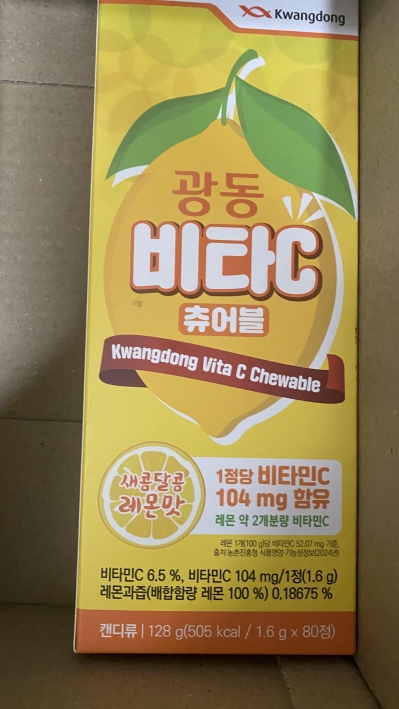 Kwangdong
광동
비타C
츄어블
Kwangdong Vita C Chewable
새콤달콤
레몬맛
1정당 비타민C
104 mg 함유
레몬 약 2개분량 비타민C
레몬 1개(100 g)당 비타민C 52.07 mg 기준,
출처:농촌진흥청 식품영양·기능성정보(2024년)
비타민C 6.5 %, 비타민C 104 mg/1정(1.6 g)
레몬과즙(배합함량 레몬 100 %) 0.18675 %
캔디류 | 128 g(505 kcal / 1.6 g x 80정)